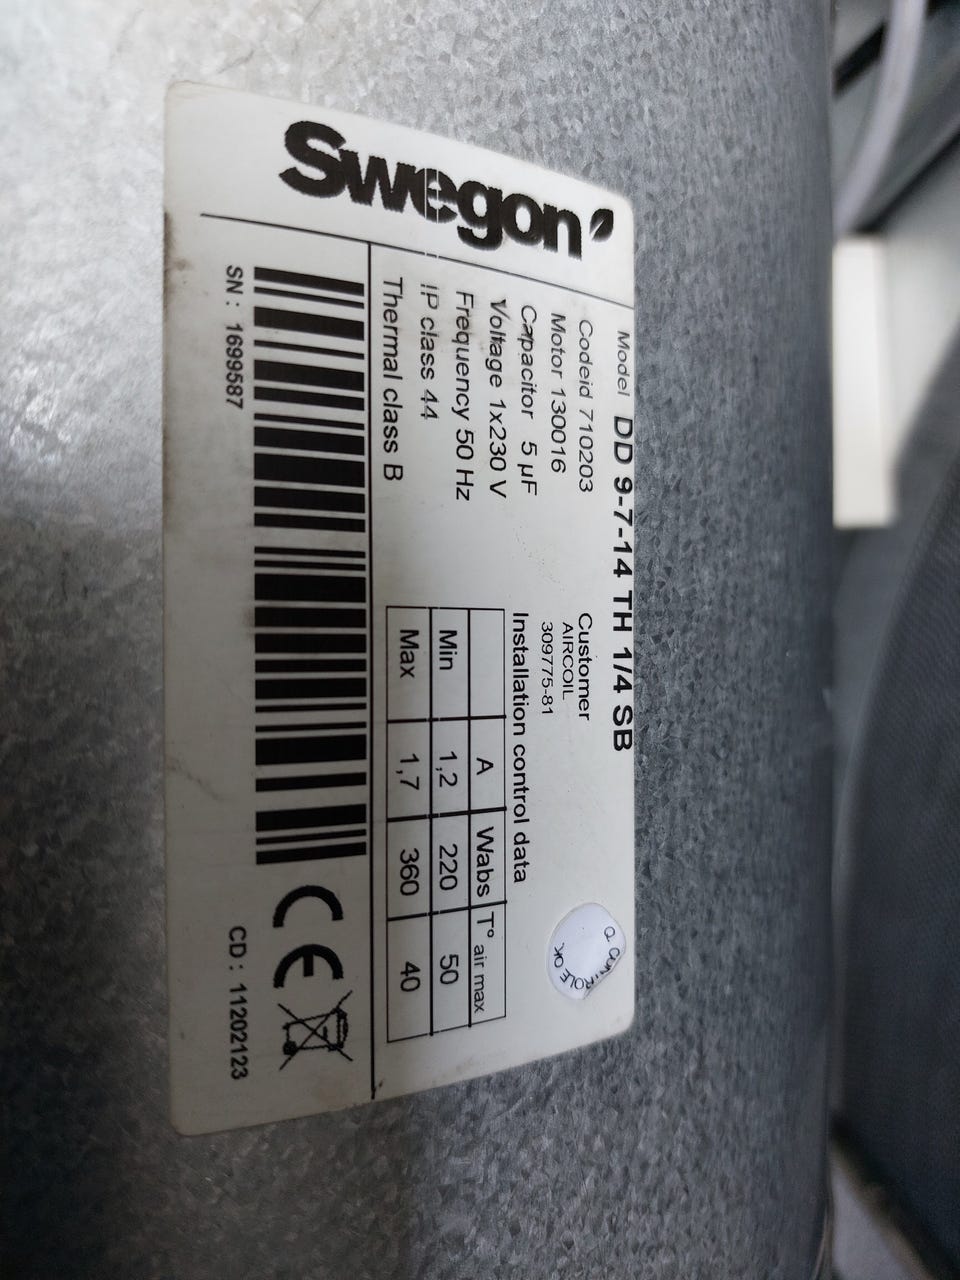 Swegon
Model DD 9-7-14 TH 1/4 SB
Codeid 710203
Motor 130016
Capacitor 5 µF
Voltage 1x230 V
Frequency 50 Hz
IP class 44
Thermal class B
Customer
AIRCOIL
309775-81
Installation control data
A Wabs T° air max
Min 1,2 220 50
Max 1,7 360 40
Q CONTROLE OK
CE
SN : 1699587
CD : 11202123